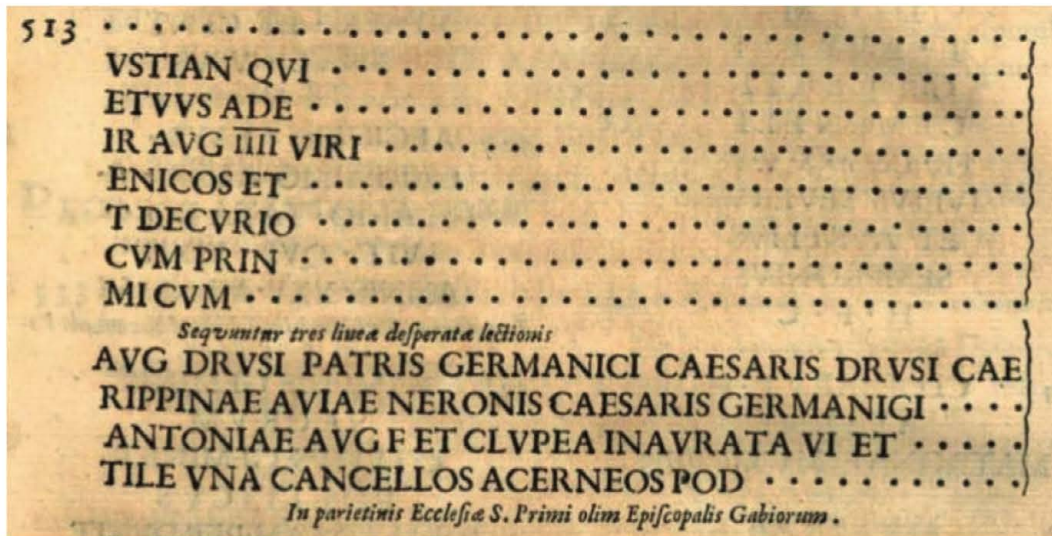 513 . . . . . . . . . . . . . . . . . . . . . . . . . . . . . . . . .
VSTIAN QVI . . . . . . . . . . . . . . . . . . . . . . . . . .
ETVVS ADE . . . . . . . . . . . . . . . . . . . . . . . . . . .
IR AVG I̅I̅I̅I̅ VIRI . . . . . . . . . . . . . . . . . . . . . . . .
ENICOS ET . . . . . . . . . . . . . . . . . . . . . . . . . . .
T DECVRIO . . . . . . . . . . . . . . . . . . . . . . . . . . .
CVM PRIN . . . . . . . . . . . . . . . . . . . . . . . . . . . .
MI CVM . . . . . . . . . . . . . . . . . . . . . . . . . . . . . .
Seqvuntur tres lineæ desperatæ lectionis
AVG DRVSI PATRIS GERMANICI CAESARIS DRVSI CAE
RIPPINAE AVIAE NERONIS CAESARIS GERMANIGI . . . .
ANTONIAE AVG F ET CLVPEA INAVRATA VI ET . . . . .
TILE VNA CANCELLOS ACERNEOS POD . . . . . . . . . . .
In parietinis Ecclesiæ S. Primi olim Episcopalis Gabiorum.